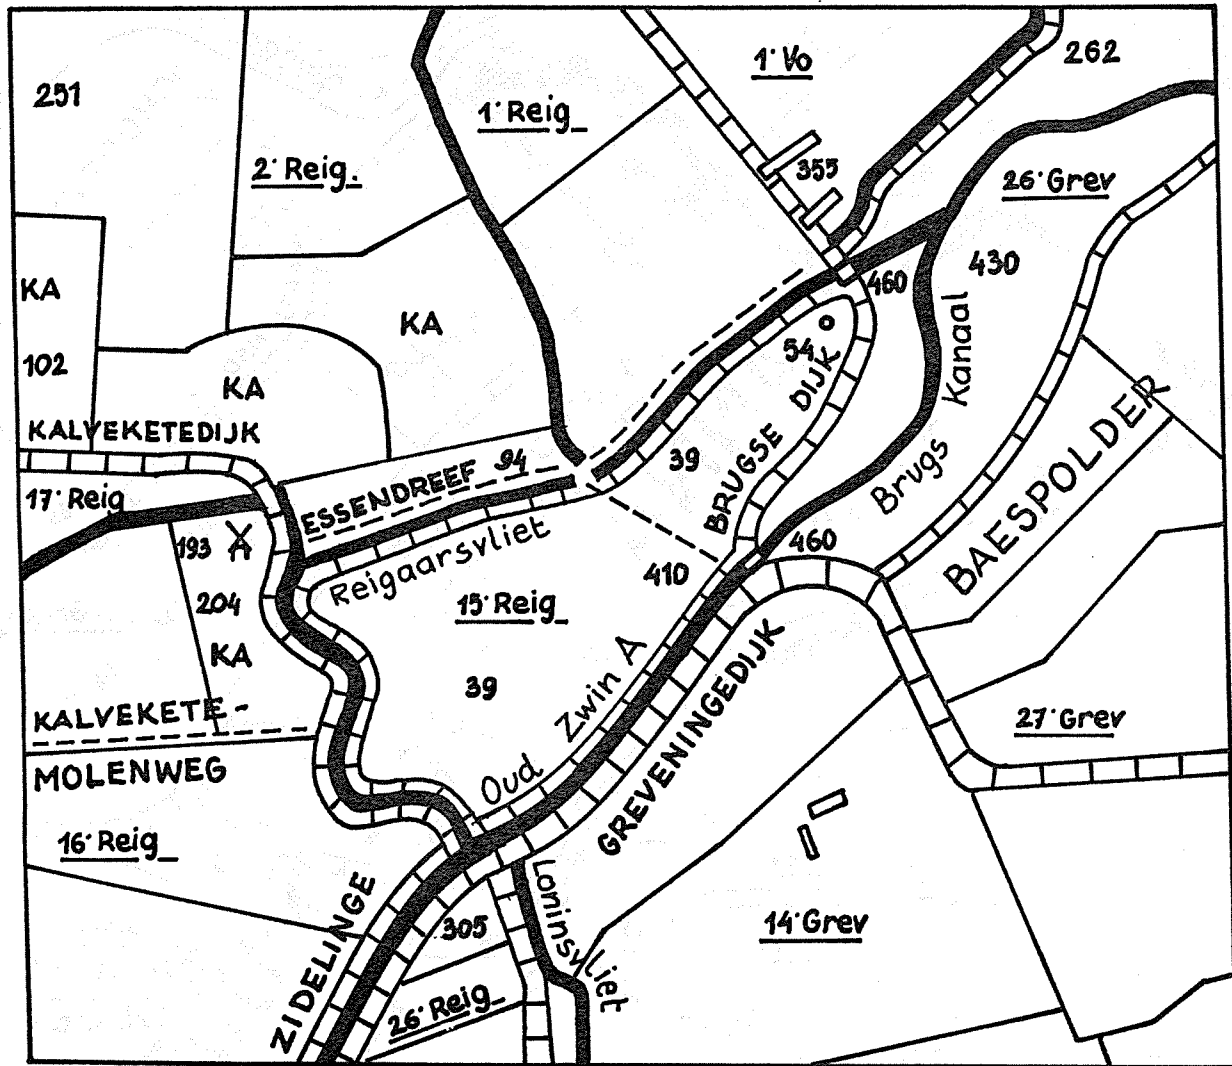 251
2· Reig.
1· Reig
1· Vo
262
355
26· Grev
KA
102
KA
KA
460
430
54
KALVEKETEDIJK
17· Reig
ESSENDREEF 94
39
BRUGSE DIJK
Brugs Kanaal
BAESPOLDER
193
204
KA
Reigaarsvliet
15· Reig
410
460
39
Oud Zwin A
GREVENINGEDIJK
27· Grev
KALVEKETE-
MOLENWEG
16· Reig
ZIDELINGE
305
Loninsvliet
14· Grev
26· Reig